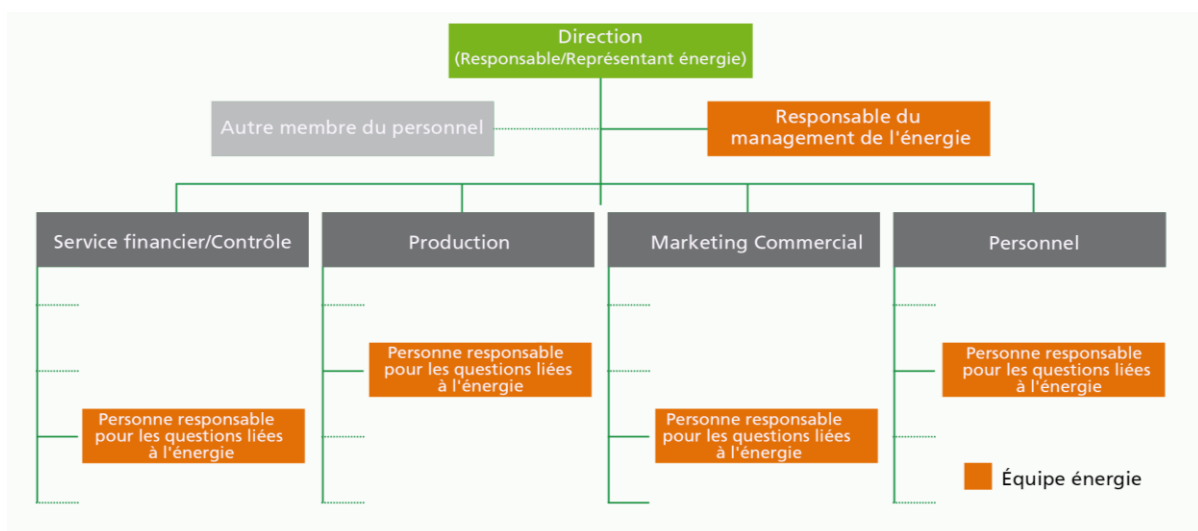 Direction
(Responsable/Représentant énergie)
Autre membre du personnel
Responsable du
management de l'énergie
Service financier/Contrôle
Production
Marketing Commercial
Personnel
Personne responsable
pour les questions liées
à l'énergie
Personne responsable
pour les questions liées
à l'énergie
Personne responsable
pour les questions liées
à l'énergie
Personne responsable
pour les questions liées
à l'énergie
Équipe énergie